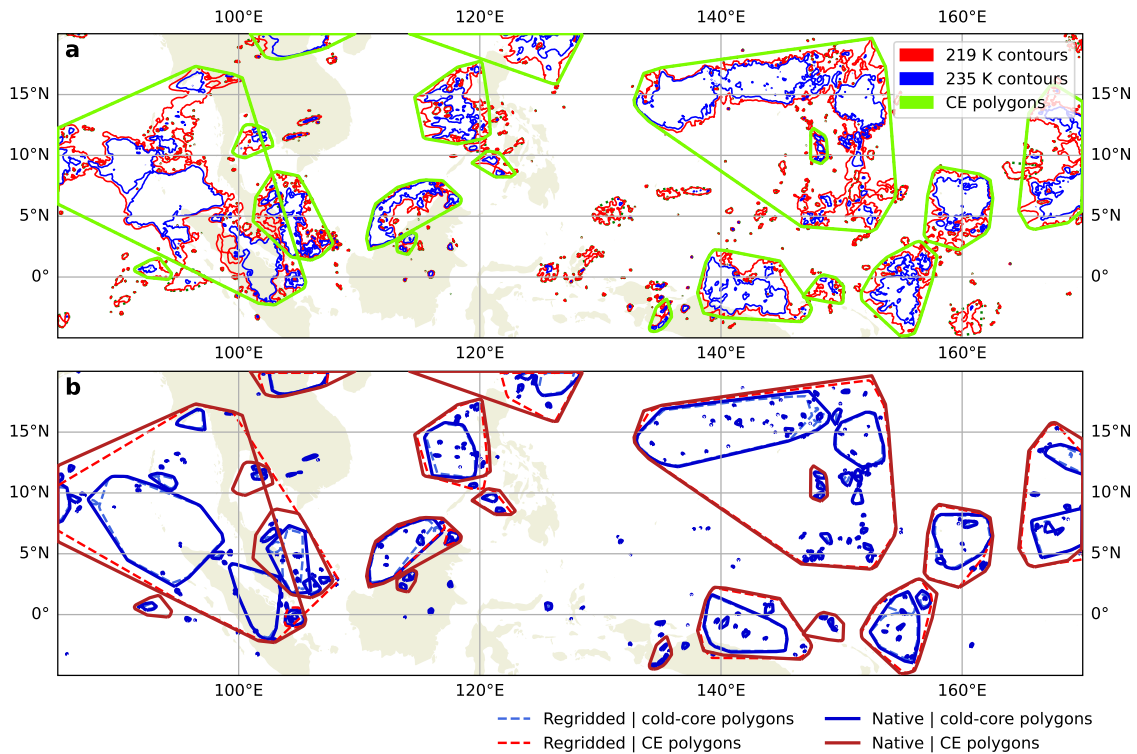 100°E 120°E 140°E 160°E
a
219 K contours
235 K contours
CE polygons
15°N 15°N
10°N 10°N
5°N 5°N
0° 0°
100°E 120°E 140°E 160°E
b
15°N 15°N
10°N 10°N
5°N 5°N
0° 0°
100°E 120°E 140°E 160°E
Regridded | cold-core polygons Native | cold-core polygons
Regridded | CE polygons Native | CE polygons